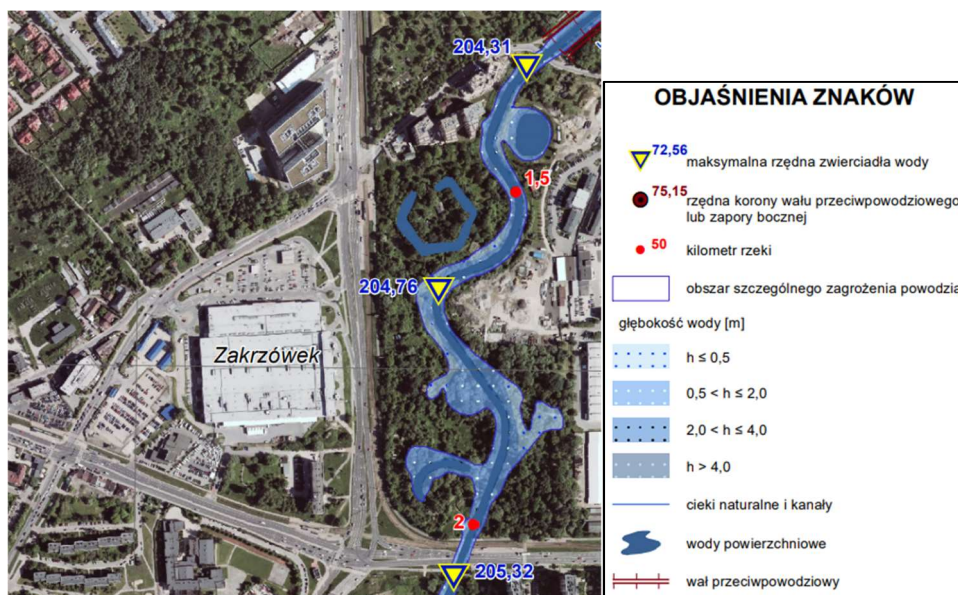 204,31
1,5
204,76
Zakrzówek
2
205,32
OBJAŚNIENIA ZNAKÓW
72,56
maksymalna rzędna zwierciadła wody
75,15
rzędna korony wału przeciwpowodziowego
lub zapory bocznej
50
kilometr rzeki
obszar szczególnego zagrożenia powodzią
głębokość wody [m]
h ≤ 0,5
0,5 < h ≤ 2,0
2,0 < h ≤ 4,0
h > 4,0
cieki naturalne i kanały
wody powierzchniowe
wał przeciwpowodziowy